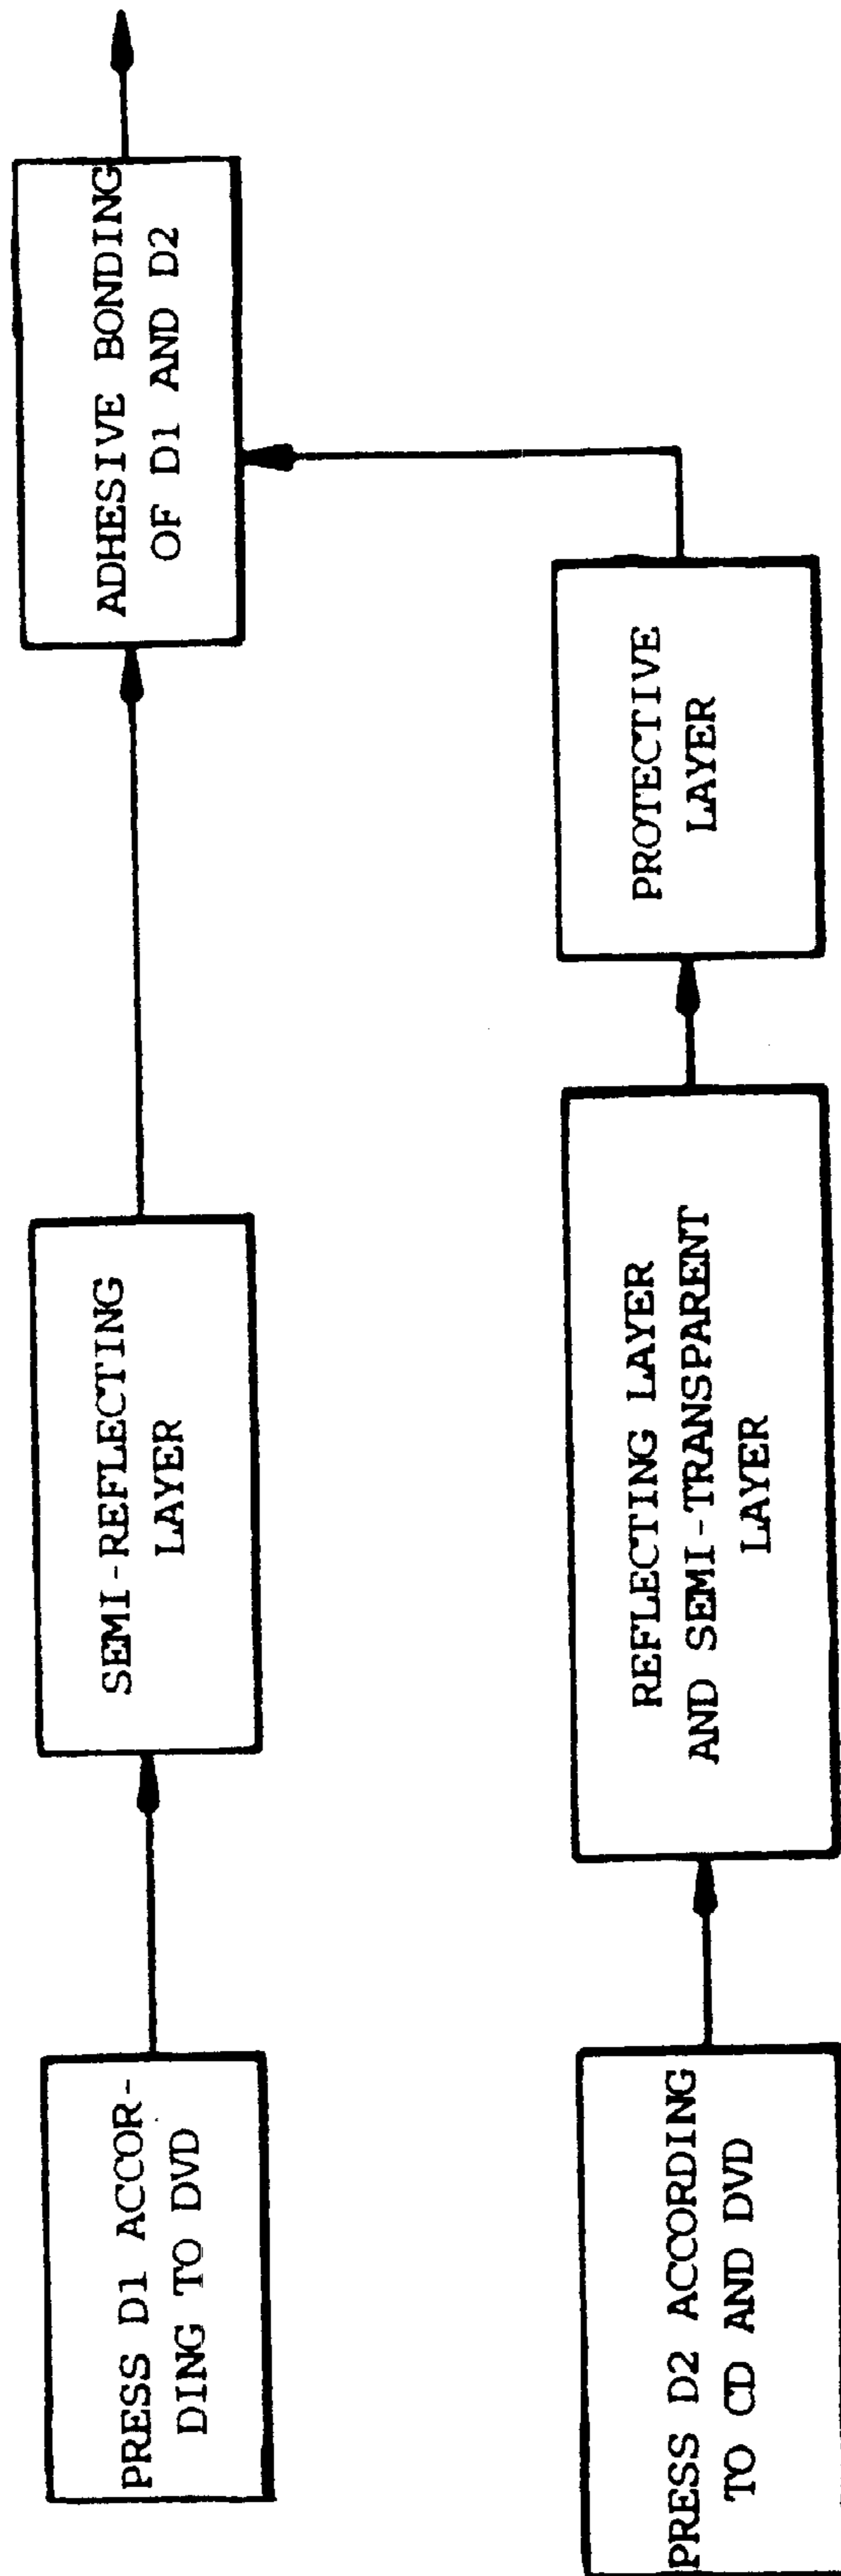 PRESS D1 ACCOR-
DING TO DVD
SEMI-REFLECTING
LAYER
ADHESIVE BONDING
OF D1 AND D2
PRESS D2 ACCORDING
TO CD AND DVD
REFLECTING LAYER
AND SEMI-TRANSPARENT
LAYER
PROTECTIVE
LAYER